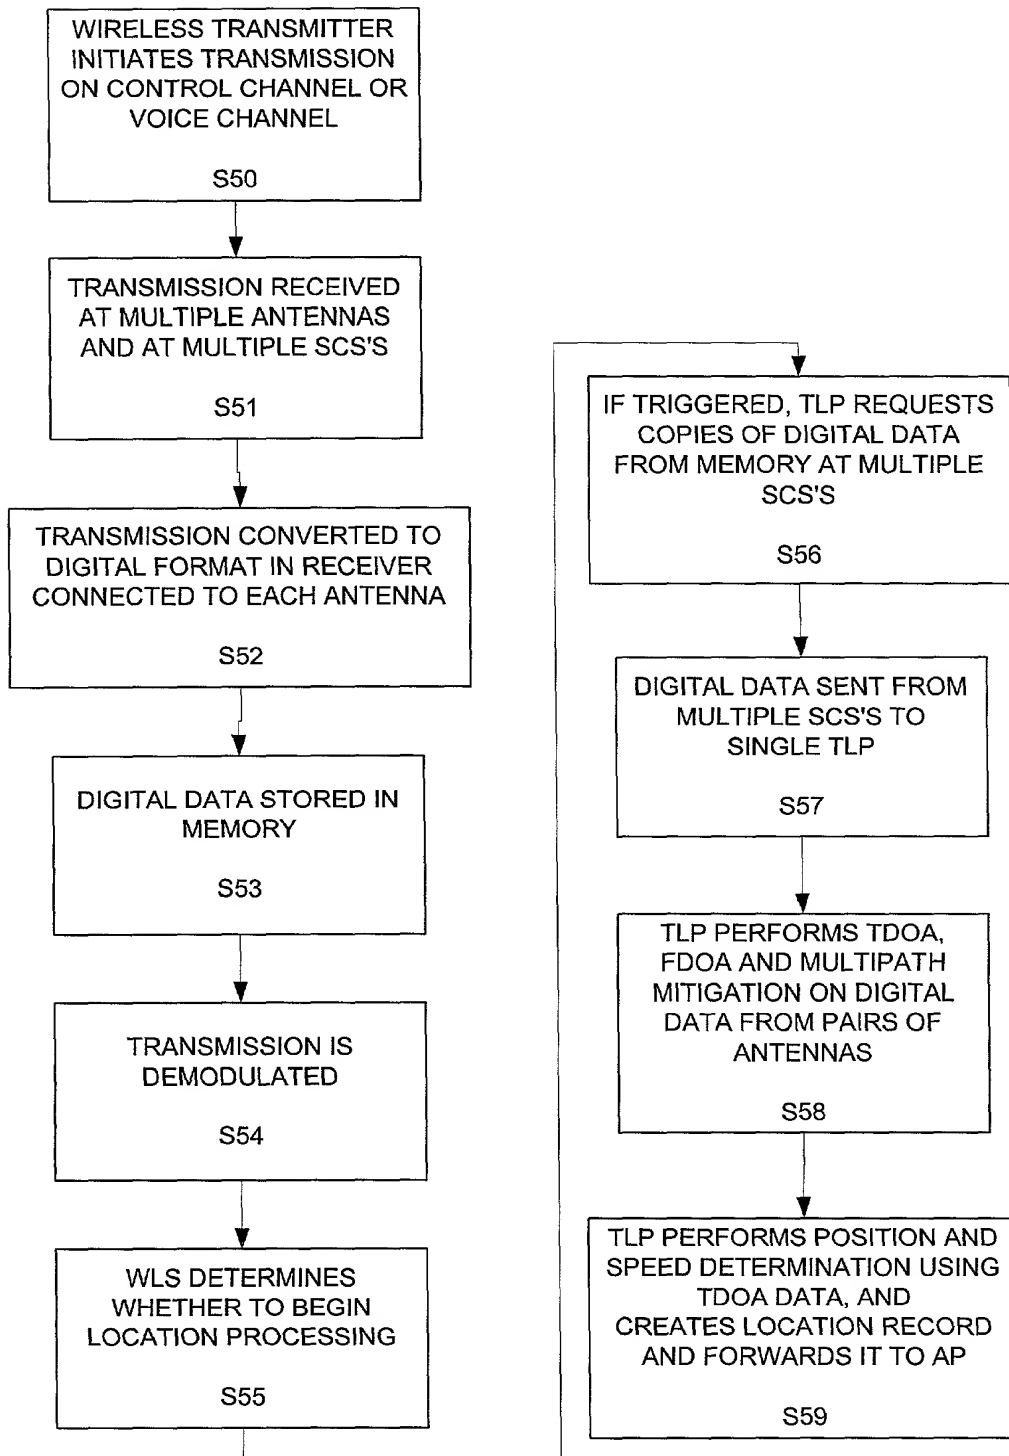 WIRELESS TRANSMITTER
INITIATES TRANSMISSION
ON CONTROL CHANNEL OR
VOICE CHANNEL
S50
TRANSMISSION RECEIVED
AT MULTIPLE ANTENNAS
AND AT MULTIPLE SCS'S
S51
TRANSMISSION CONVERTED TO
DIGITAL FORMAT IN RECEIVER
CONNECTED TO EACH ANTENNA
S52
DIGITAL DATA STORED IN
MEMORY
S53
TRANSMISSION IS
DEMODULATED
S54
WLS DETERMINES
WHETHER TO BEGIN
LOCATION PROCESSING
S55
IF TRIGGERED, TLP REQUESTS
COPIES OF DIGITAL DATA
FROM MEMORY AT MULTIPLE
SCS'S
S56
DIGITAL DATA SENT FROM
MULTIPLE SCS'S TO
SINGLE TLP
S57
TLP PERFORMS TDOA,
FDOA AND MULTIPATH
MITIGATION ON DIGITAL
DATA FROM PAIRS OF
ANTENNAS
S58
TLP PERFORMS POSITION AND
SPEED DETERMINATION USING
TDOA DATA, AND
CREATES LOCATION RECORD
AND FORWARDS IT TO AP
S59